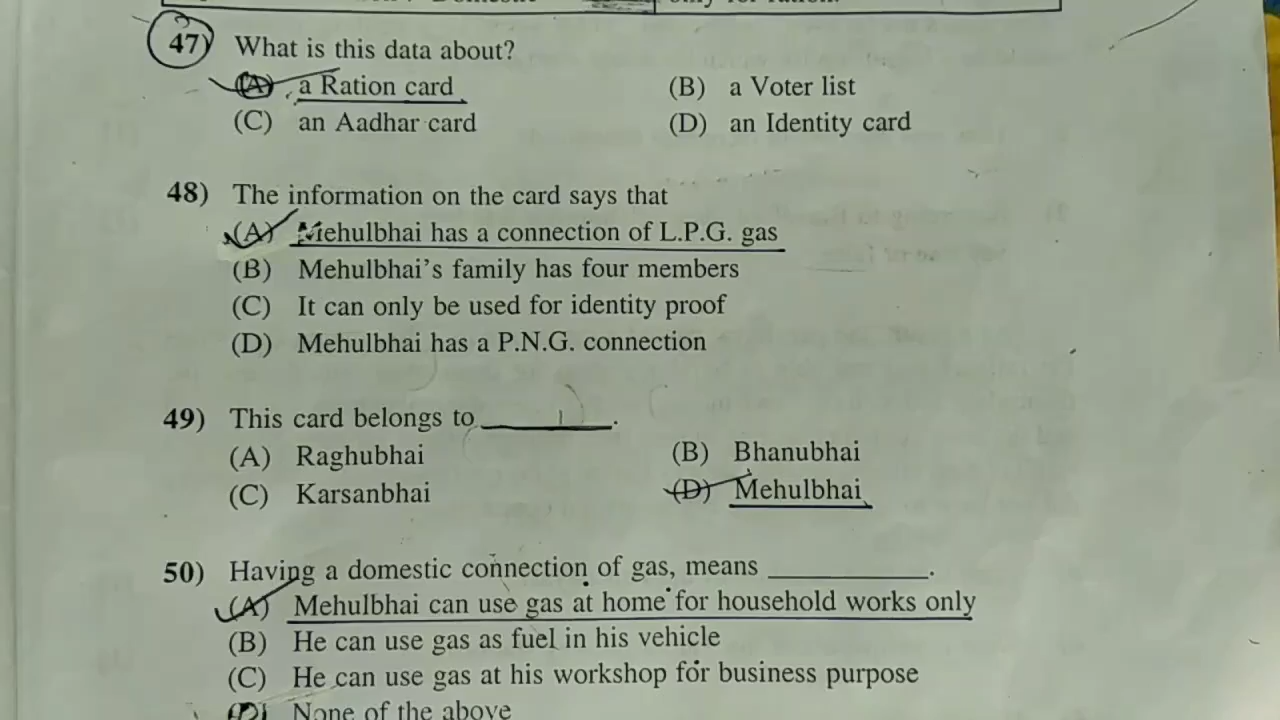 only for ration.
47) What is this data about?
(A) a Ration card (B) a Voter list
(C) an Aadhar card (D) an Identity card
48) The information on the card says that
(A) Mehulbhai has a connection of L.P.G. gas
(B) Mehulbhai's family has four members
(C) It can only be used for identity proof
(D) Mehulbhai has a P.N.G. connection
49) This card belongs to ________.
(A) Raghubhai (B) Bhanubhai
(C) Karsanbhai (D) Mehulbhai
50) Having a domestic connection of gas, means ________.
(A) Mehulbhai can use gas at home for household works only
(B) He can use gas as fuel in his vehicle
(C) He can use gas at his workshop for business purpose
(D) None of the above